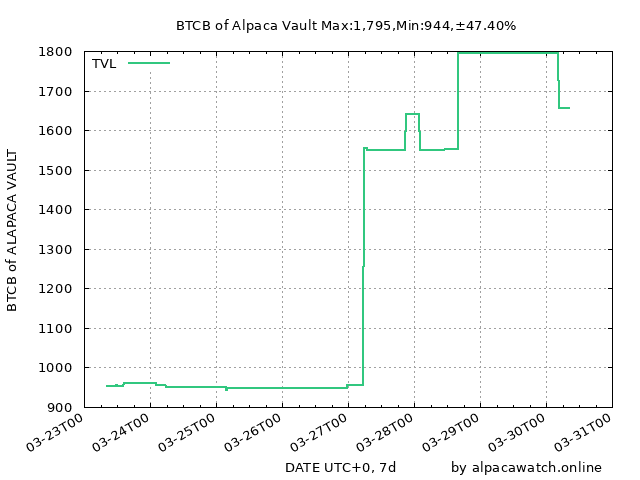 BTCB of Alpaca Vault Max:1,795,Min:944,±47.40%
TVL
1800
1700
1600
1500
1400
1300
1200
1100
1000
900
BTCB of ALAPACA VAULT
03-23T00
03-24T00
03-25T00
03-26T00
03-27T00
03-28T00
03-29T00
03-30T00
03-31T00
DATE UTC+0, 7d
by alpacawatch.online